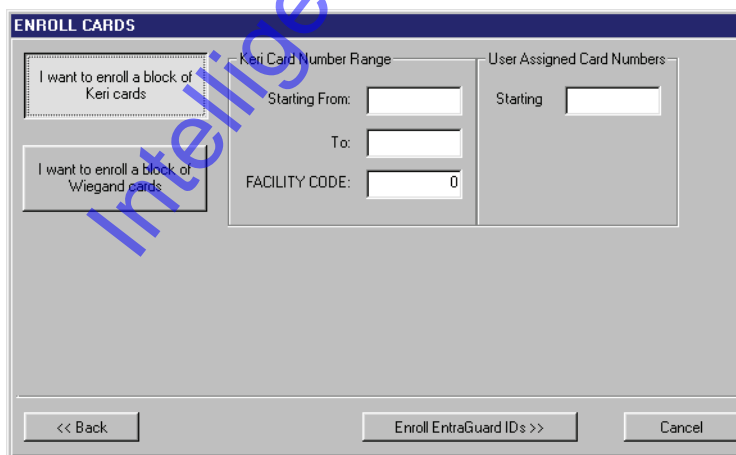 ENROLL CARDS
I want to enroll a block of
Keri cards
I want to enroll a block of
Wiegand cards
Keri Card Number Range
Starting From:
To:
FACILITY CODE: 0
User Assigned Card Numbers
Starting
<< Back
Enroll EntraGuard IDs >>
Cancel
Intellige